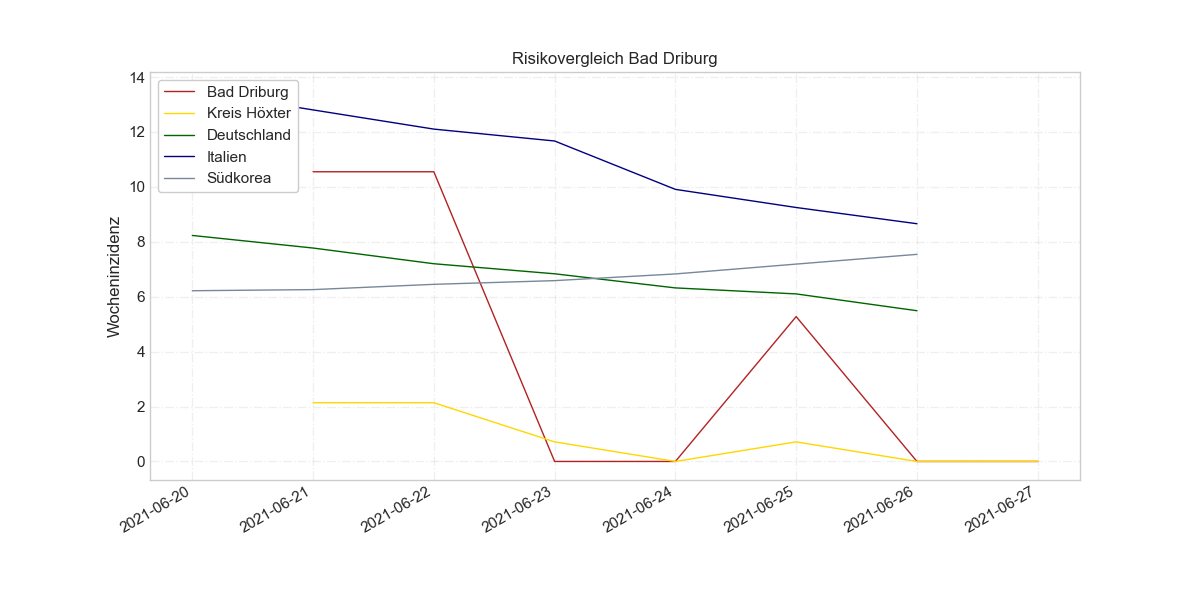 Risikovergleich Bad Driburg
Wocheninzidenz
14
12
10
8
6
4
2
0
Bad Driburg
Kreis Höxter
Deutschland
Italien
Südkorea
2021-06-20
2021-06-21
2021-06-22
2021-06-23
2021-06-24
2021-06-25
2021-06-26
2021-06-27